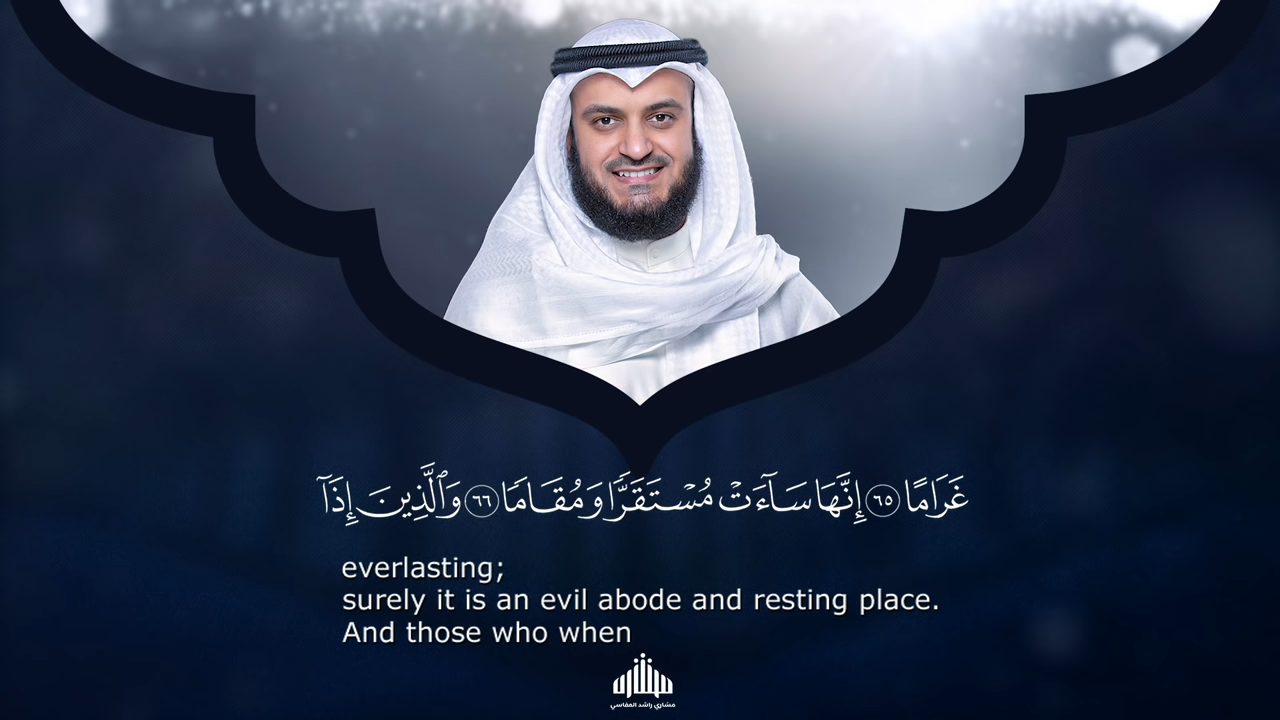 غَرَامًا ٦٥ إِنَّهَا سَآءَتْ مُسْتَقَرًّا وَمُقَامًا ٦٦ وَالَّذِينَ إِذَآ
everlasting;
surely it is an evil abode and resting place.
And those who when
مشاري راشد العفاسي